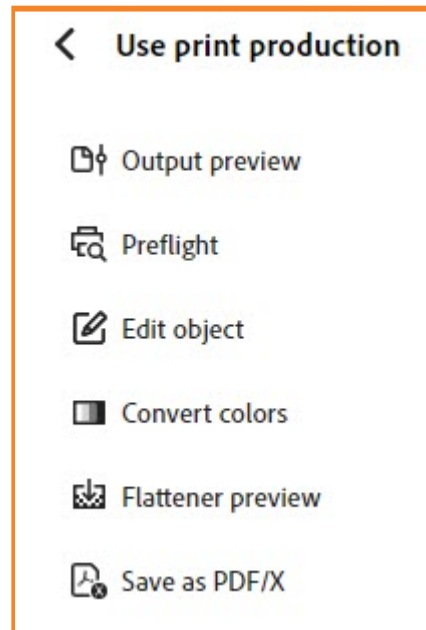 Use print production
Output preview
Preflight
Edit object
Convert colors
Flattener preview
Save as PDF/X